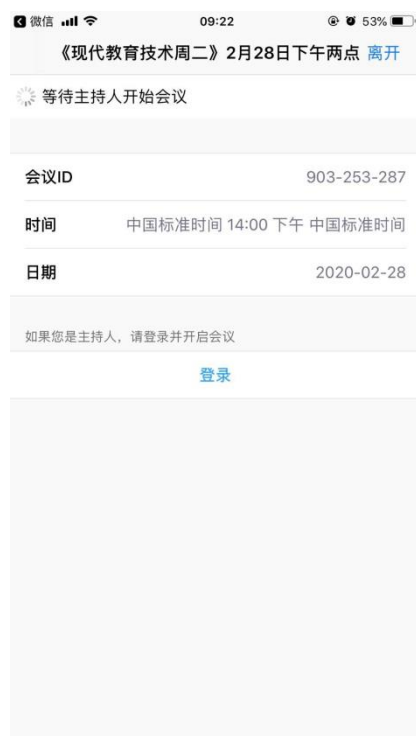 微信 09:22 53%
《现代教育技术周二》2月28日下午两点 离开
等待主持人开始会议
会议ID 903-253-287
时间 中国标准时间 14:00 下午 中国标准时间
日期 2020-02-28
如果您是主持人，请登录并开启会议
登录